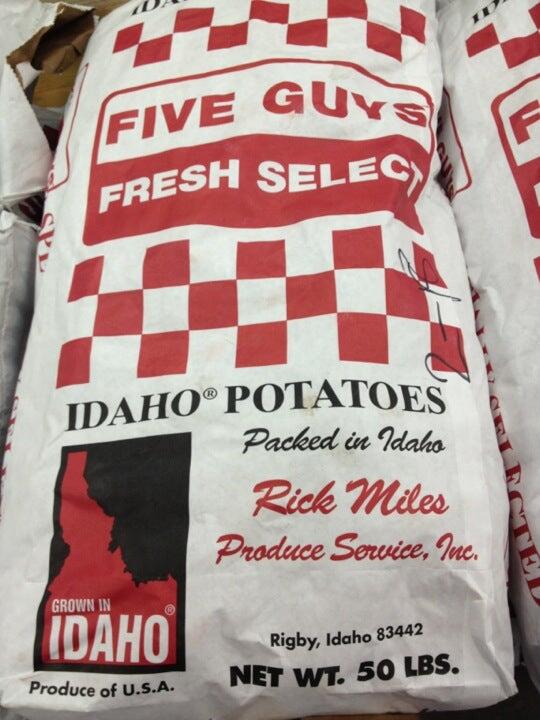 FIVE GUYS
FRESH SELECT
IDAHO® POTATOES
Packed in Idaho
Rick Miles
Produce Service, Inc.
GROWN IN
IDAHO®
Rigby, Idaho 83442
NET WT. 50 LBS.
Produce of U.S.A.